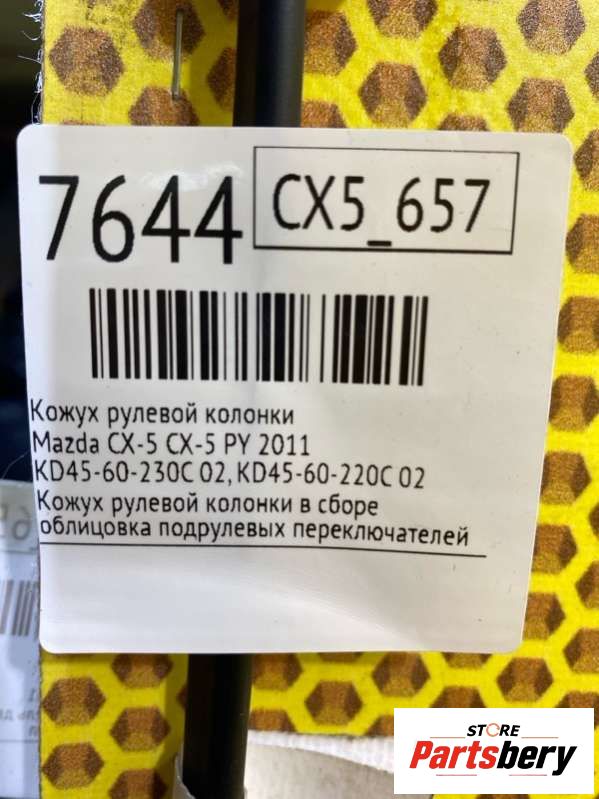 7644
CX5_657
Кожух рулевой колонки
Mazda CX-5 CX-5 PY 2011
KD45-60-230C 02, KD45-60-220C 02
Кожух рулевой колонки в сборе
облицовка подрулевых переключателей
STORE
Partsbery